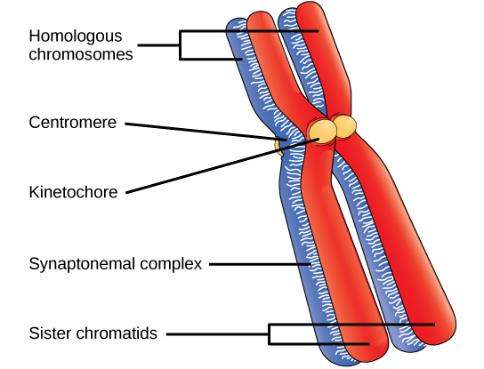 Homologous
chromosomes
Centromere
Kinetochore
Synaptonemal complex
Sister chromatids